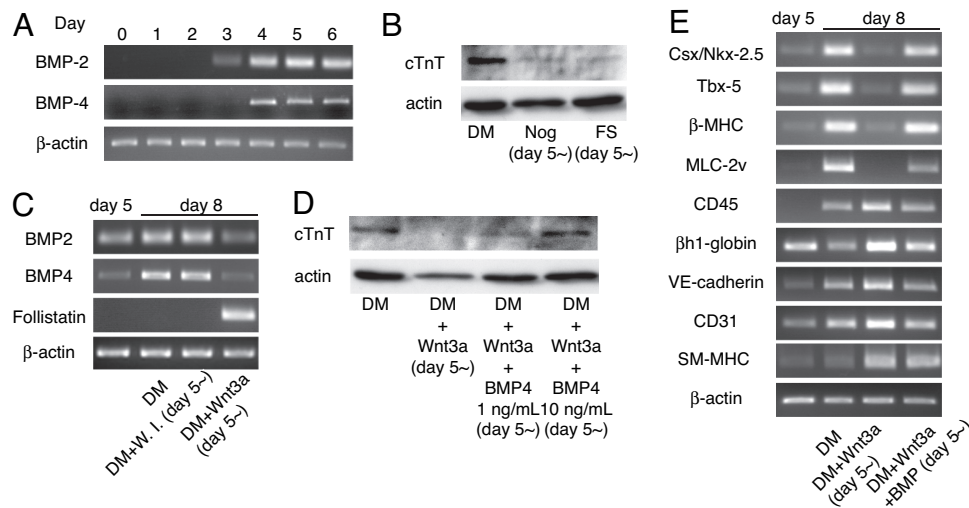 A
Day
0 1 2 3 4 5 6
BMP-2
BMP-4
β-actin
B
cTnT
actin
DM Nog FS
(day 5~) (day 5~)
C
day 5 day 8
BMP2
BMP4
Follistatin
β-actin
DM
DM+W. I. (day 5~)
DM+Wnt3a
(day 5~)
D
cTnT
actin
DM DM DM DM
+ + +
Wnt3a Wnt3a Wnt3a
(day 5~) + +
BMP4 BMP4
1 ng/mL 10 ng/mL
(day 5~) (day 5~)
E
day 5 day 8
Csx/Nkx-2.5
Tbx-5
β-MHC
MLC-2v
CD45
βh1-globin
VE-cadherin
CD31
SM-MHC
β-actin
DM
DM+Wnt3a
(day 5~)
DM+Wnt3a
+BMP (day 5~)